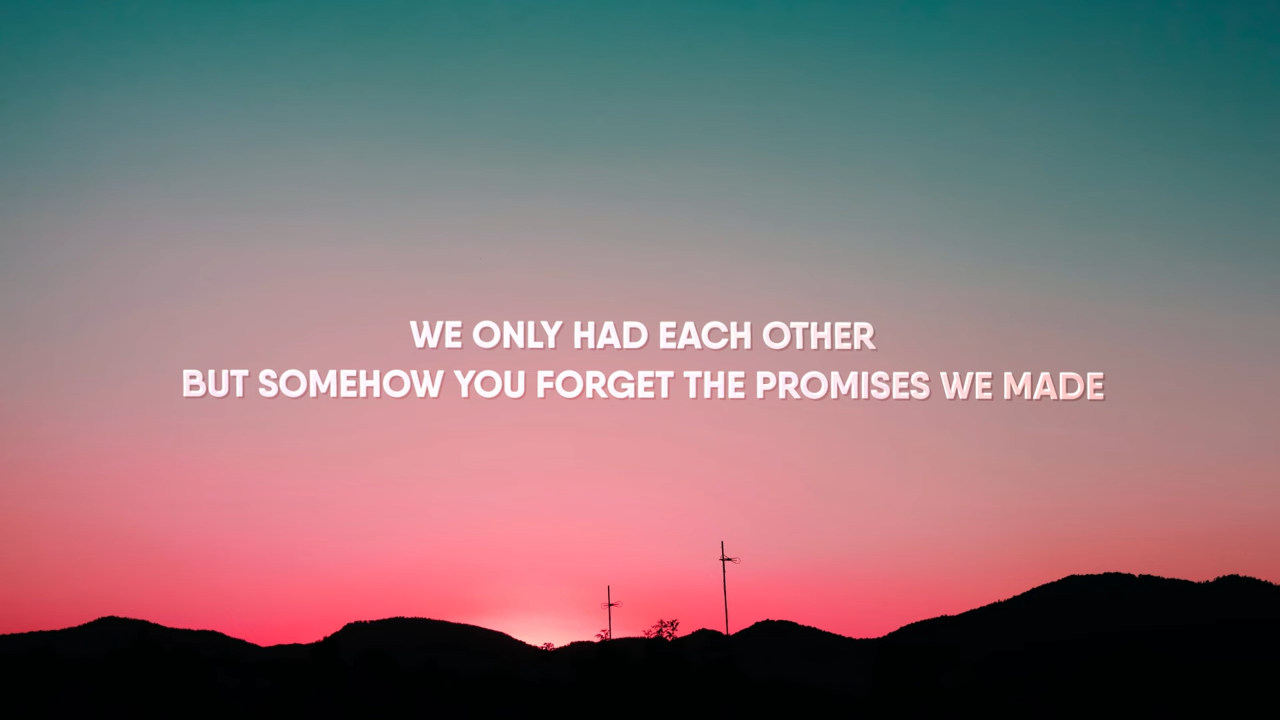 WE ONLY HAD EACH OTHER
BUT SOMEHOW YOU FORGET THE PROMISES WE MADE